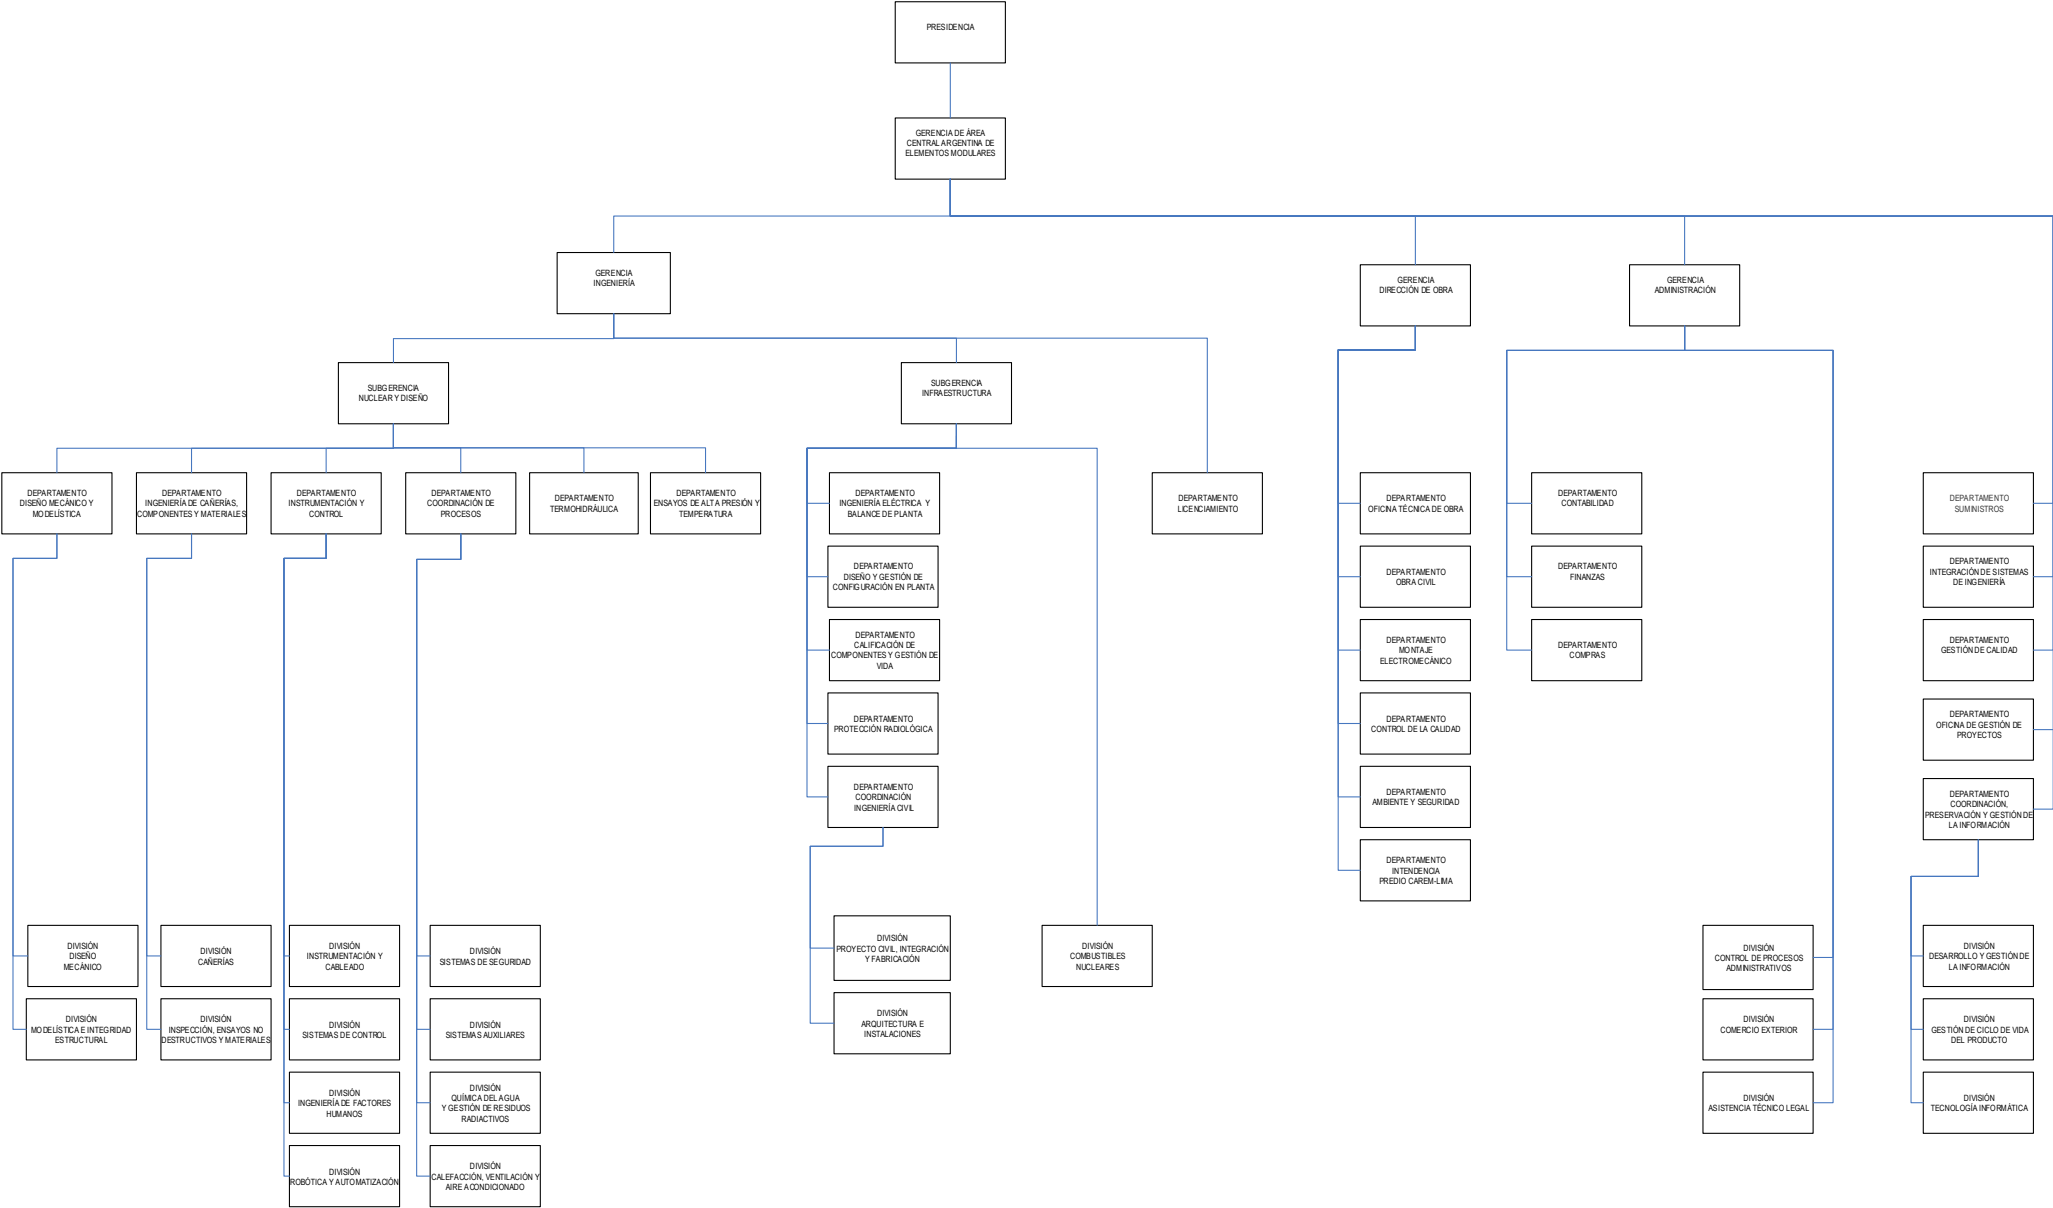 PRESIDENCIA
GERENCIA DE ÁREA
CENTRAL ARGENTINA DE
ELEMENTOS MODULARES
GERENCIA
INGENIERÍA
GERENCIA
DIRECCIÓN DE OBRA
GERENCIA
ADMINISTRACIÓN
SUBGERENCIA
NUCLEAR Y DISEÑO
SUBGERENCIA
INFRAESTRUCTURA
DEPARTAMENTO
DISEÑO MECÁNICO Y
MODELÍSTICA
DEPARTAMENTO
INGENIERÍA DE CAÑERÍAS,
COMPONENTES Y MATERIALES
DEPARTAMENTO
INSTRUMENTACIÓN Y
CONTROL
DEPARTAMENTO
COORDINACIÓN DE
PROCESOS
DEPARTAMENTO
TERMOHIDRÁULICA
DEPARTAMENTO
ENSAYOS DE ALTA PRESIÓN Y
TEMPERATURA
DEPARTAMENTO
INGENIERÍA ELÉCTRICA Y
BALANCE DE PLANTA
DEPARTAMENTO
LICENCIAMIENTO
DEPARTAMENTO
OFICINA TÉCNICA DE OBRA
DEPARTAMENTO
CONTABILIDAD
DEPARTAMENTO
SUMINISTROS
DEPARTAMENTO
DISEÑO Y GESTIÓN DE
CONFIGURACIÓN EN PLANTA
DEPARTAMENTO
OBRA CIVIL
DEPARTAMENTO
FINANZAS
DEPARTAMENTO
INTEGRACIÓN DE SISTEMAS
DE INGENIERÍA
DEPARTAMENTO
CALIFICACIÓN DE
COMPONENTES Y GESTIÓN DE
VIDA
DEPARTAMENTO
MONTAJE
ELECTROMECÁNICO
DEPARTAMENTO
COMPRAS
DEPARTAMENTO
GESTIÓN DE CALIDAD
DEPARTAMENTO
PROTECCIÓN RADIOLÓGICA
DEPARTAMENTO
CONTROL DE LA CALIDAD
DEPARTAMENTO
OFICINA DE GESTIÓN DE
PROYECTOS
DEPARTAMENTO
COORDINACIÓN
INGENIERÍA CIVIL
DEPARTAMENTO
AMBIENTE Y SEGURIDAD
DEPARTAMENTO
COORDINACIÓN,
PRESERVACIÓN Y GESTIÓN DE
LA INFORMACIÓN
DEPARTAMENTO
INTENDENCIA
PREDIO CAREM-LIMA
DIVISIÓN
DISEÑO
MECÁNICO
DIVISIÓN
CAÑERÍAS
DIVISIÓN
INSTRUMENTACIÓN Y
CABLEADO
DIVISIÓN
SISTEMAS DE SEGURIDAD
DIVISIÓN
PROYECTO CIVIL, INTEGRACIÓN
Y FABRICACIÓN
DIVISIÓN
COMBUSTIBLES
NUCLEARES
DIVISIÓN
CONTROL DE PROCESOS
ADMINISTRATIVOS
DIVISIÓN
DESARROLLO Y GESTIÓN DE
LA INFORMACIÓN
DIVISIÓN
MODELÍSTICA E INTEGRIDAD
ESTRUCTURAL
DIVISIÓN
INSPECCIÓN, ENSAYOS NO
DESTRUCTIVOS Y MATERIALES
DIVISIÓN
SISTEMAS DE CONTROL
DIVISIÓN
SISTEMAS AUXILIARES
DIVISIÓN
ARQUITECTURA E
INSTALACIONES
DIVISIÓN
COMERCIO EXTERIOR
DIVISIÓN
GESTIÓN DE CICLO DE VIDA
DEL PRODUCTO
DIVISIÓN
INGENIERÍA DE FACTORES
HUMANOS
DIVISIÓN
QUÍMICA DEL AGUA
Y GESTIÓN DE RESIDUOS
RADIACTIVOS
DIVISIÓN
ASISTENCIA TÉCNICO LEGAL
DIVISIÓN
TECNOLOGÍA INFORMÁTICA
DIVISIÓN
ROBÓTICA Y AUTOMATIZACIÓN
DIVISIÓN
CALEFACCIÓN, VENTILACIÓN Y
AIRE ACONDICIONADO